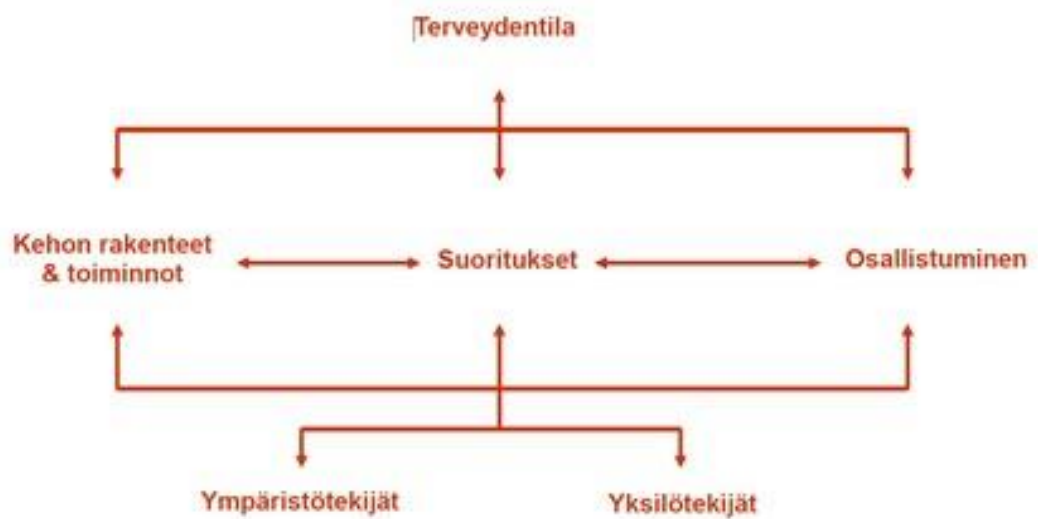 Terveydentila
Kehon rakenteet
& toiminnot
Suoritukset
Osallistuminen
Ympäristötekijät
Yksilötekijät